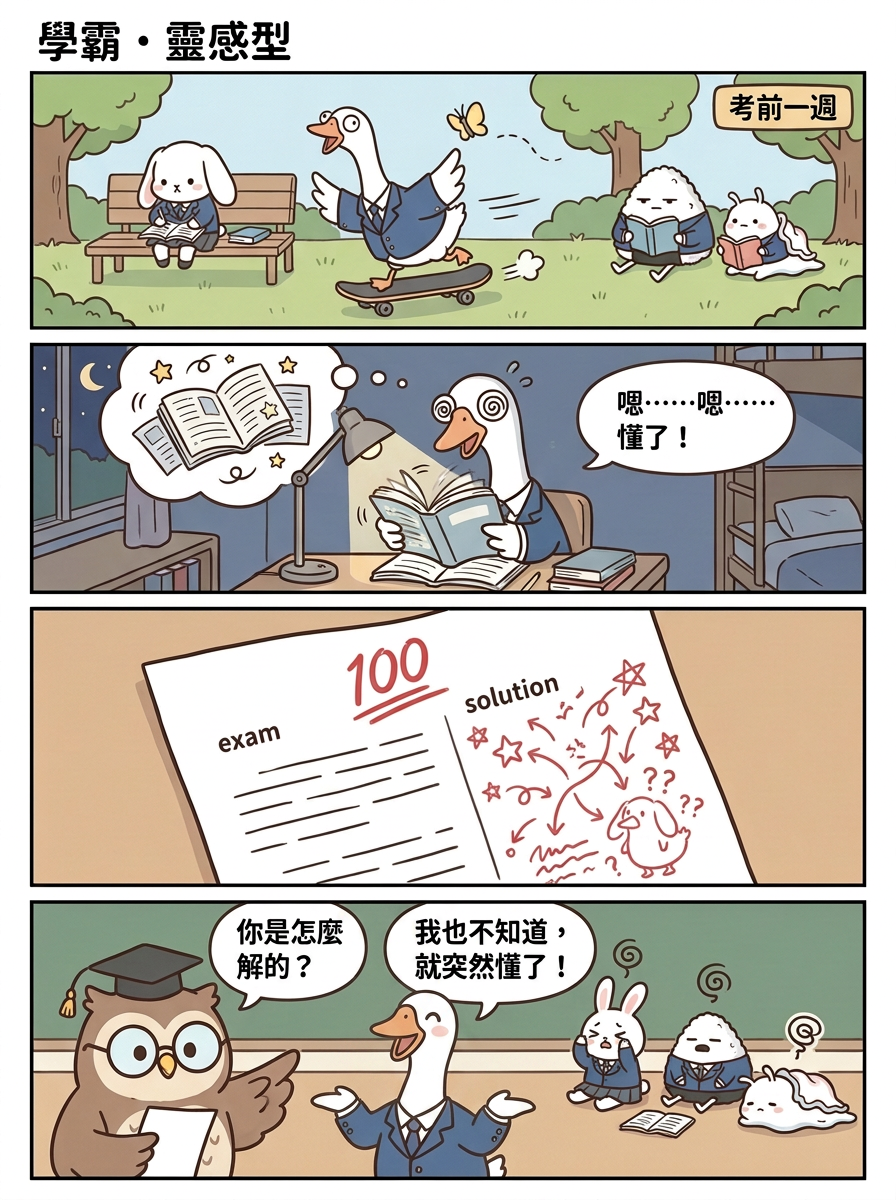 學霸・靈感型
考前一週
嗯……嗯……
懂了！
100
exam
solution
??
??
?
你是怎麼
解的？
我也不知道，
就突然懂了！